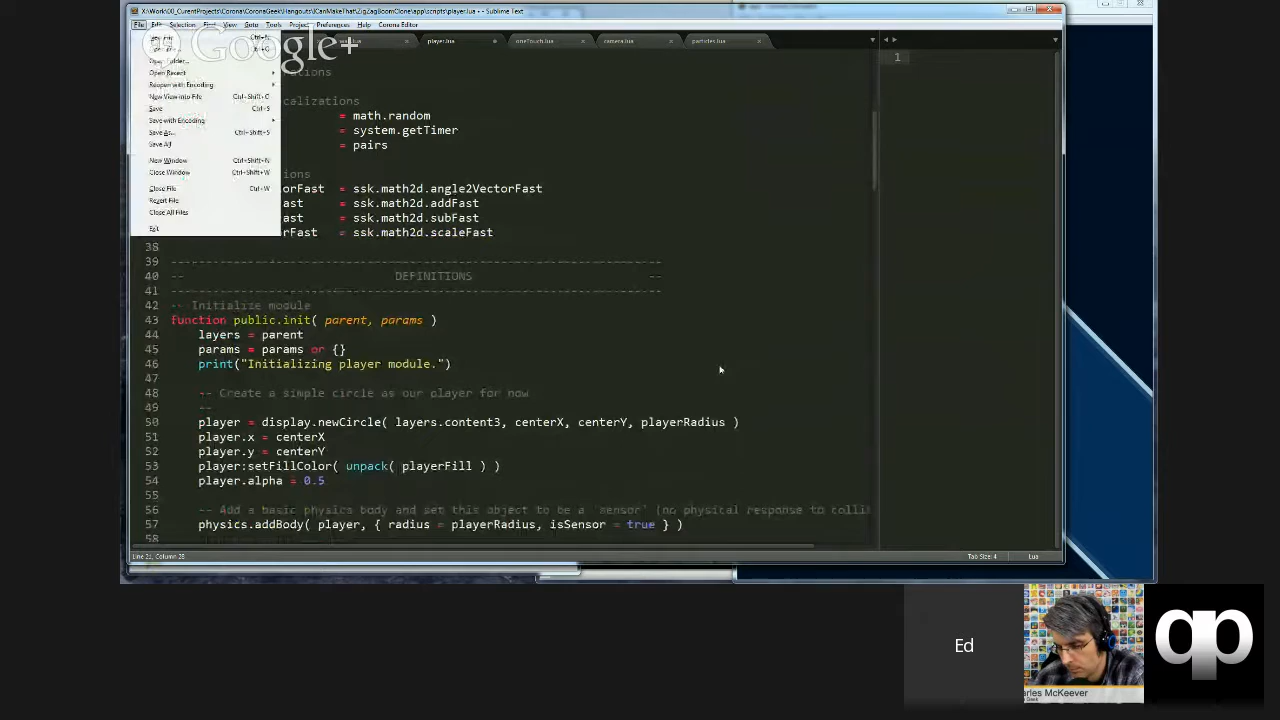 X:\Work\00_CurrentProjects\Corona\CoronaGeek\Hangouts\ICanMakeThat\ZigZagBoomClone\app\scripts\player.lua • - Sublime Text
File Edit Selection Find View Goto Tools Project Preferences Help Corona Editor
Google+
player.lua
oneTouch.lua
camera.lua
particles.lua
Open Folder...
Open Recent
Reopen with Encoding
New View into File Ctrl+Shift+O
Save Ctrl+S
Save with Encoding
Save As... Ctrl+Shift+S
Save All
New Window Ctrl+Shift+N
Close Window Ctrl+Shift+W
Close File Ctrl+W
Revert File
Close All Files
Exit
1
calizations
= math.random
= system.getTimer
= pairs
orFast = ssk.math2d.angle2VectorFast
ast = ssk.math2d.addFast
ast = ssk.math2d.subFast
rFast = ssk.math2d.scaleFast
38
39 ----------------------------------------------------------------------
40 -- DEFINITIONS --
41 ----------------------------------------------------------------------
42 -- Initialize module
43 function public.init( parent, params )
44 layers = parent
45 params = params or {}
46 print("Initializing player module.")
47
48 -- Create a simple circle as our player for now
49 --
50 player = display.newCircle( layers.content3, centerX, centerY, playerRadius )
51 player.x = centerX
52 player.y = centerY
53 player:setFillColor( unpack( playerFill ) )
54 player.alpha = 0.5
55
56 -- Add a basic physics body and set this object to be a 'sensor' (no physical response to colli
57 physics.addBody( player, { radius = playerRadius, isSensor = true } )
58
Line 21, Column 28
Tab Size: 4
Lua
Ed
arles McKeever
Geek
qp